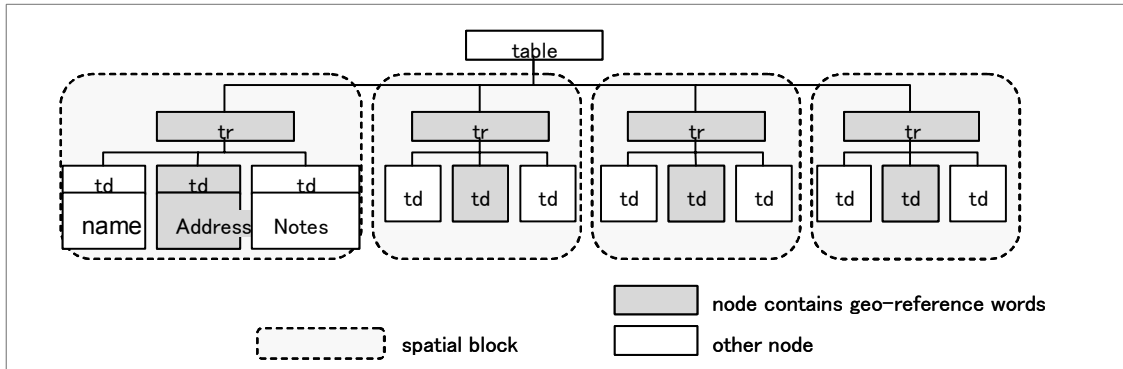 table
tr tr tr tr
td td td td td td td td td td td td
name Address Notes
node contains geo-reference words
spatial block other node